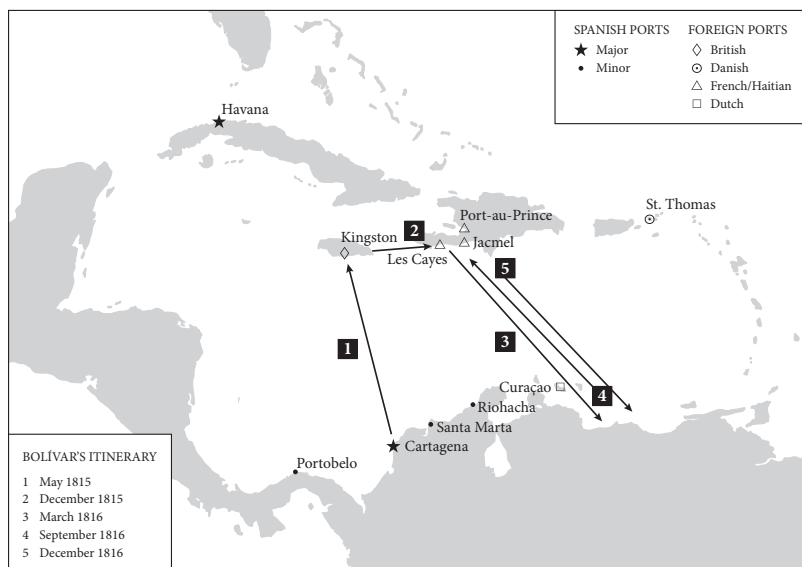 SPANISH PORTS
Major
Minor
FOREIGN PORTS
British
Danish
French/Haitian
Dutch
Havana
St. Thomas
Port-au-Prince
Kingston
2
Jacmel
Les Cayes
5
3
1
Curaçao
4
Riohacha
Santa Marta
Cartagena
Portobelo
BOLÍVAR'S ITINERARY
1 May 1815
2 December 1815
3 March 1816
4 September 1816
5 December 1816